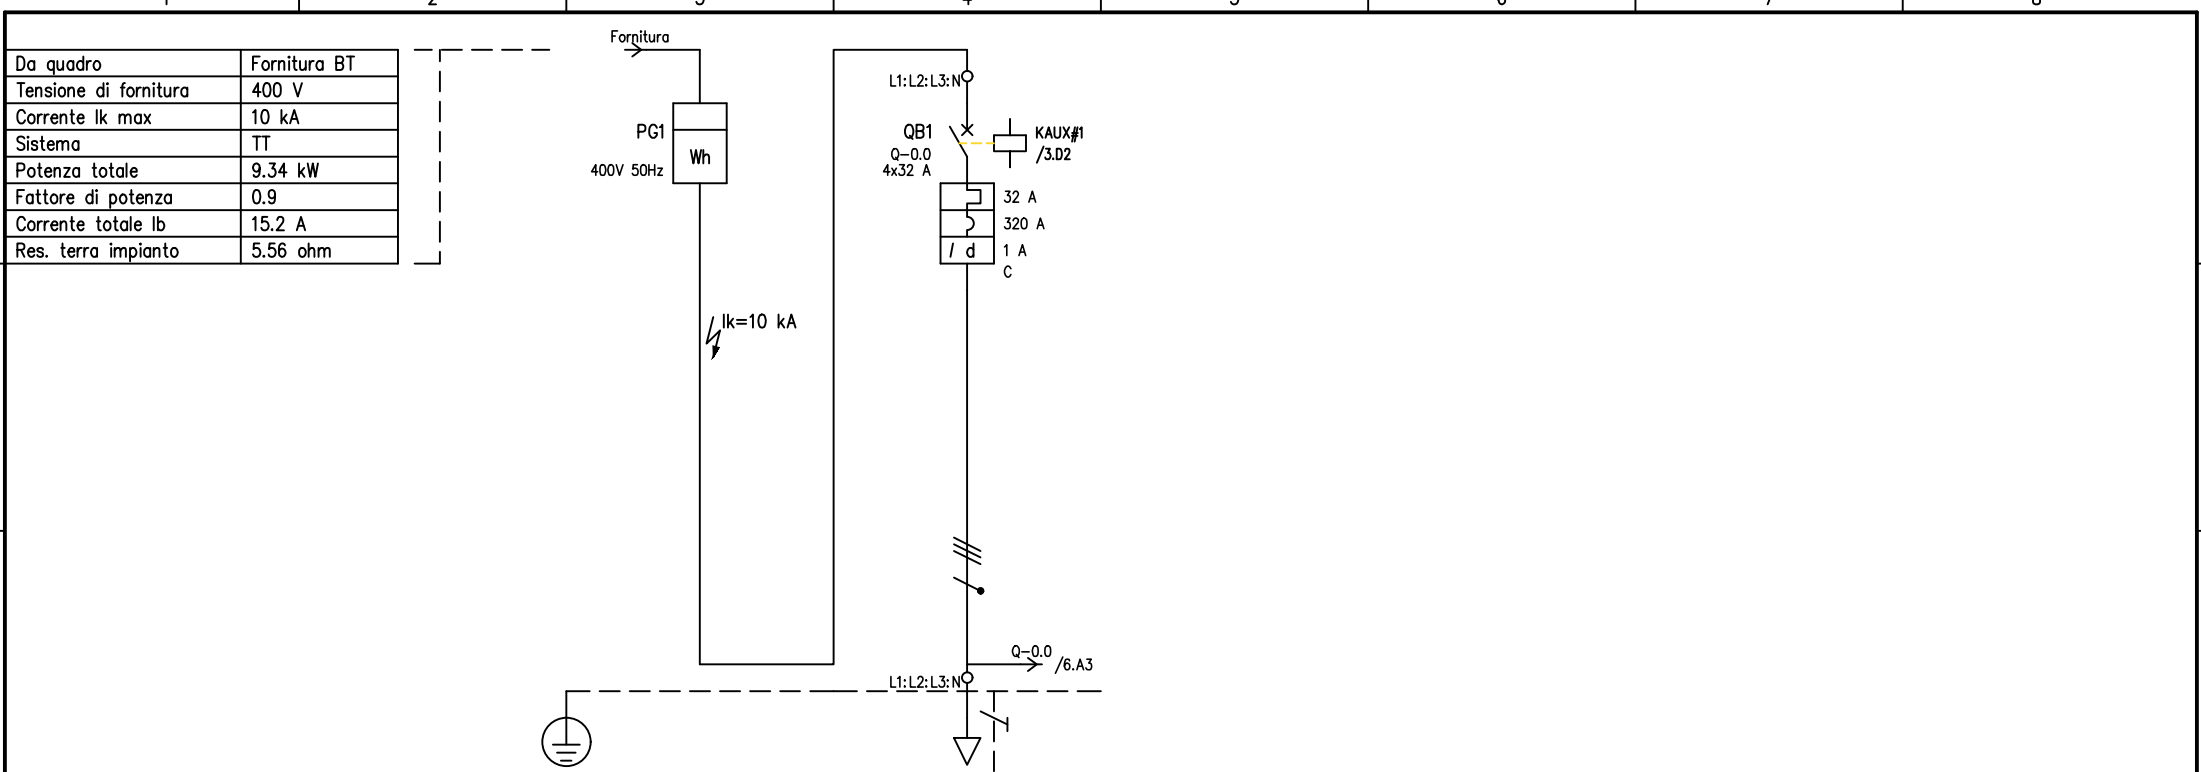 Da quadro Fornitura BT
Tensione di fornitura 400 V
Corrente Ik max 10 kA
Sistema TT
Potenza totale 9.34 kW
Fattore di potenza 0.9
Corrente totale Ib 15.2 A
Res. terra impianto 5.56 ohm
Fornitura
PG1
Wh
400V 50Hz
Ik=10 kA
L1:L2:L3:N
QB1
Q-0.0
4x32 A
KAUX#1
/3.D2
32 A
320 A
I d 1 A
C
Q-0.0
/6.A3
L1:L2:L3:N